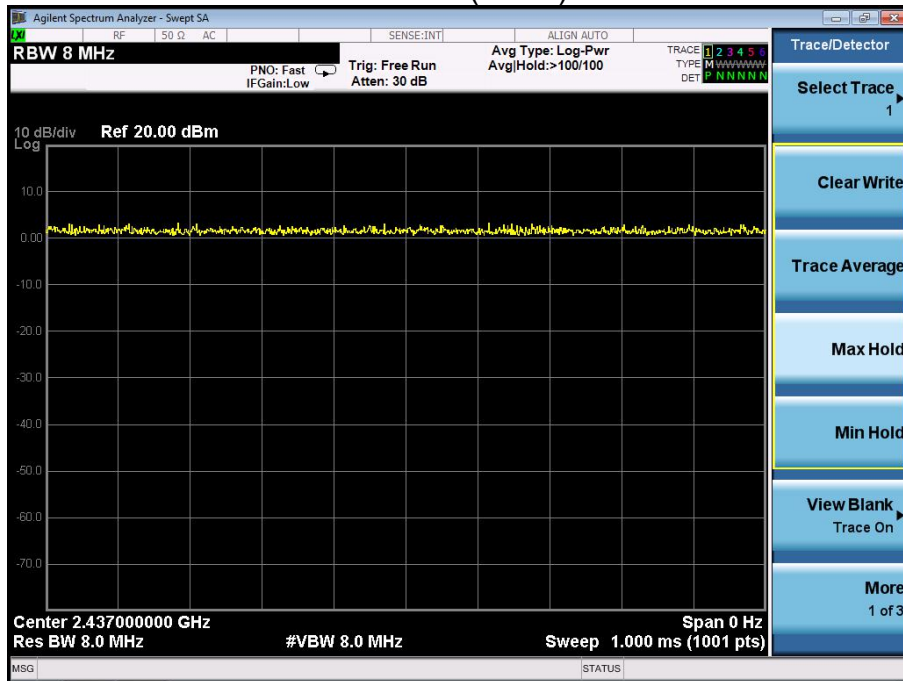 Agilent Spectrum Analyzer - Swept SA
LXI RF 50 Ω AC SENSE:INT ALIGN AUTO
RBW 8 MHz
PNO: Fast
IFGain:Low
Trig: Free Run
Atten: 30 dB
Avg Type: Log-Pwr
Avg|Hold:>100/100
TRACE 1 2 3 4 5 6
TYPE M WWWWW
DET P N N N N N
Trace/Detector
Select Trace
1
Clear Write
Trace Average
Max Hold
Min Hold
View Blank
Trace On
More
1 of 3
10 dB/div Ref 20.00 dBm
Log
10.0
0.00
-10.0
-20.0
-30.0
-40.0
-50.0
-60.0
-70.0
Center 2.437000000 GHz Span 0 Hz
Res BW 8.0 MHz #VBW 8.0 MHz Sweep 1.000 ms (1001 pts)
MSG STATUS